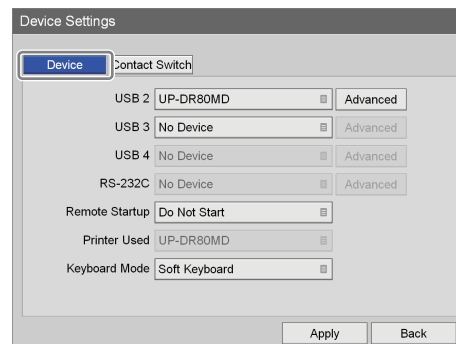 Device Settings
Device Contact Switch
USB 2 UP-DR80MD Advanced
USB 3 No Device Advanced
USB 4 No Device Advanced
RS-232C No Device Advanced
Remote Startup Do Not Start
Printer Used UP-DR80MD
Keyboard Mode Soft Keyboard
Apply Back